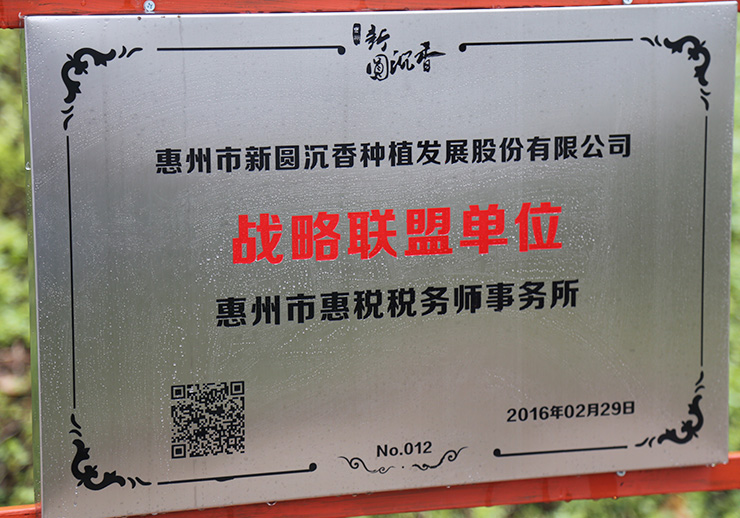 新
圆沉香
惠州市新圆沉香种植发展股份有限公司
战略联盟单位
惠州市惠税税务师事务所
2016年02月29日
No.012